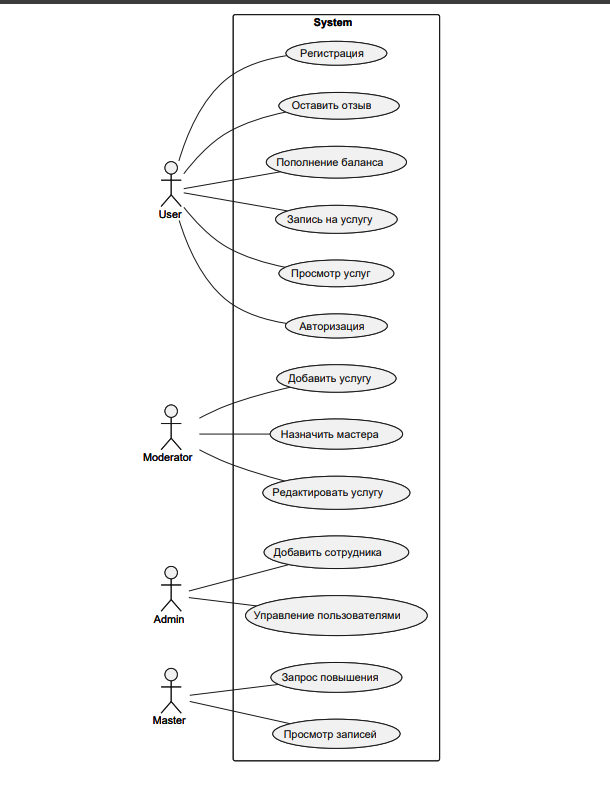 System
Регистрация
Оставить отзыв
Пополнение баланса
User
Запись на услугу
Просмотр услуг
Авторизация
Добавить услугу
Назначить мастера
Moderator
Редактировать услугу
Добавить сотрудника
Admin
Управление пользователями
Запрос повышения
Master
Просмотр записей